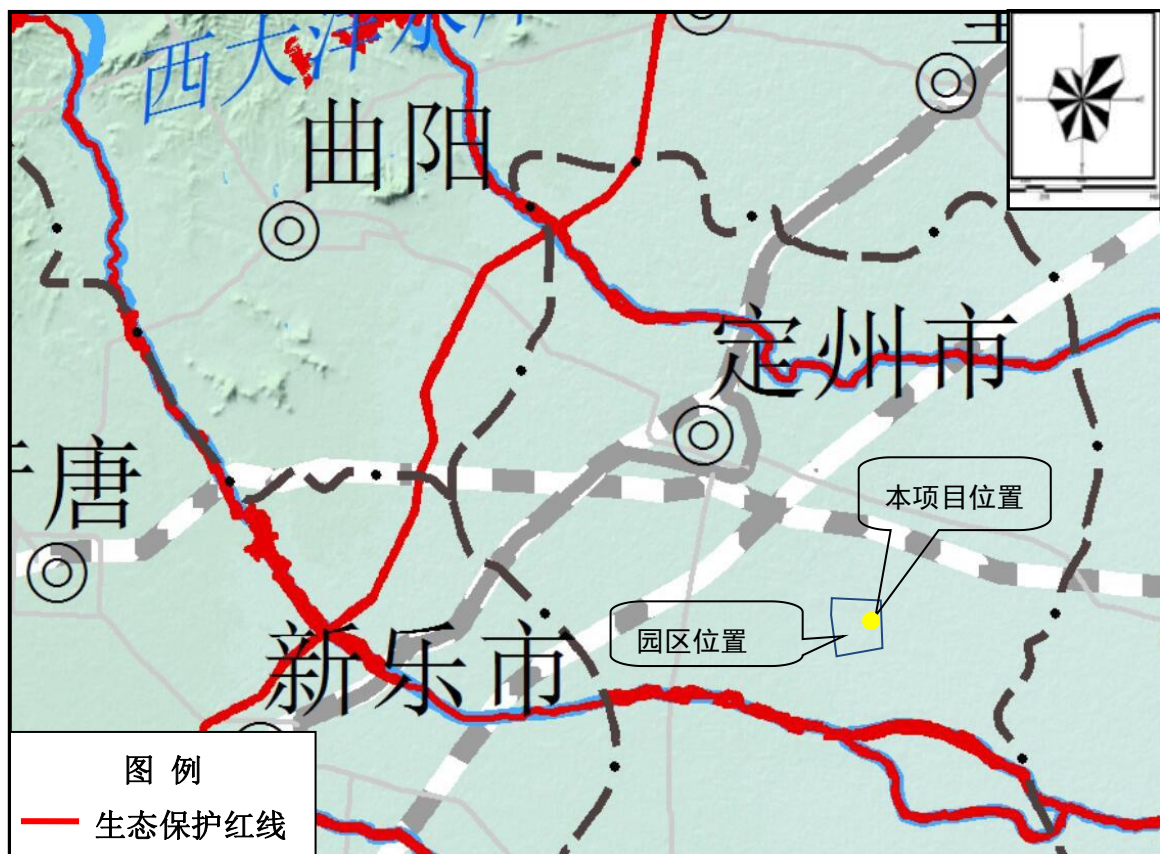 西大洋水库
曲阳
定州市
唐
本项目位置
园区位置
新乐市
图 例
生态保护红线